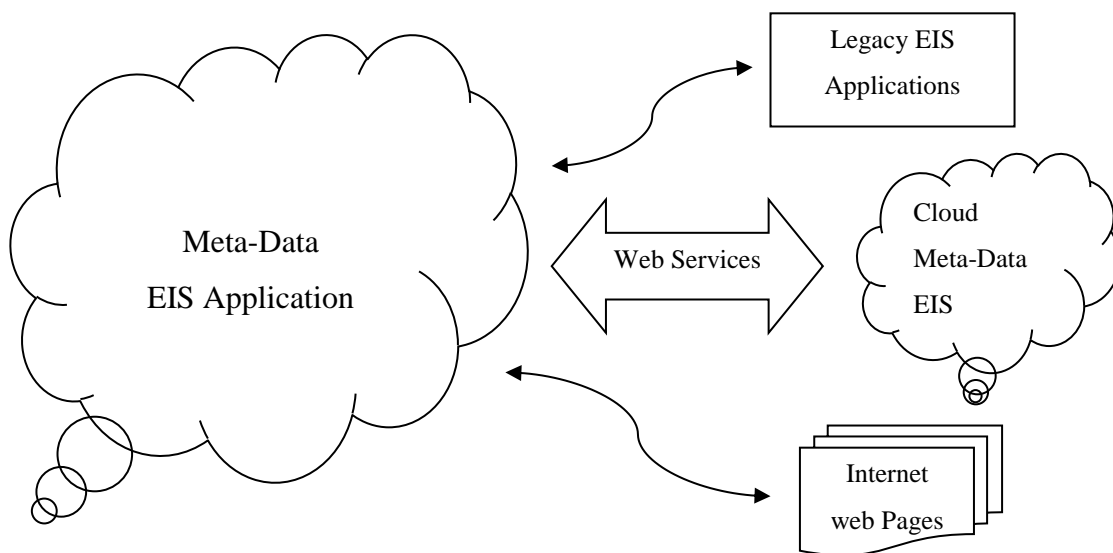 Meta-Data
EIS Application
Legacy EIS
Applications
Web Services
Cloud
Meta-Data
EIS
Internet
web Pages